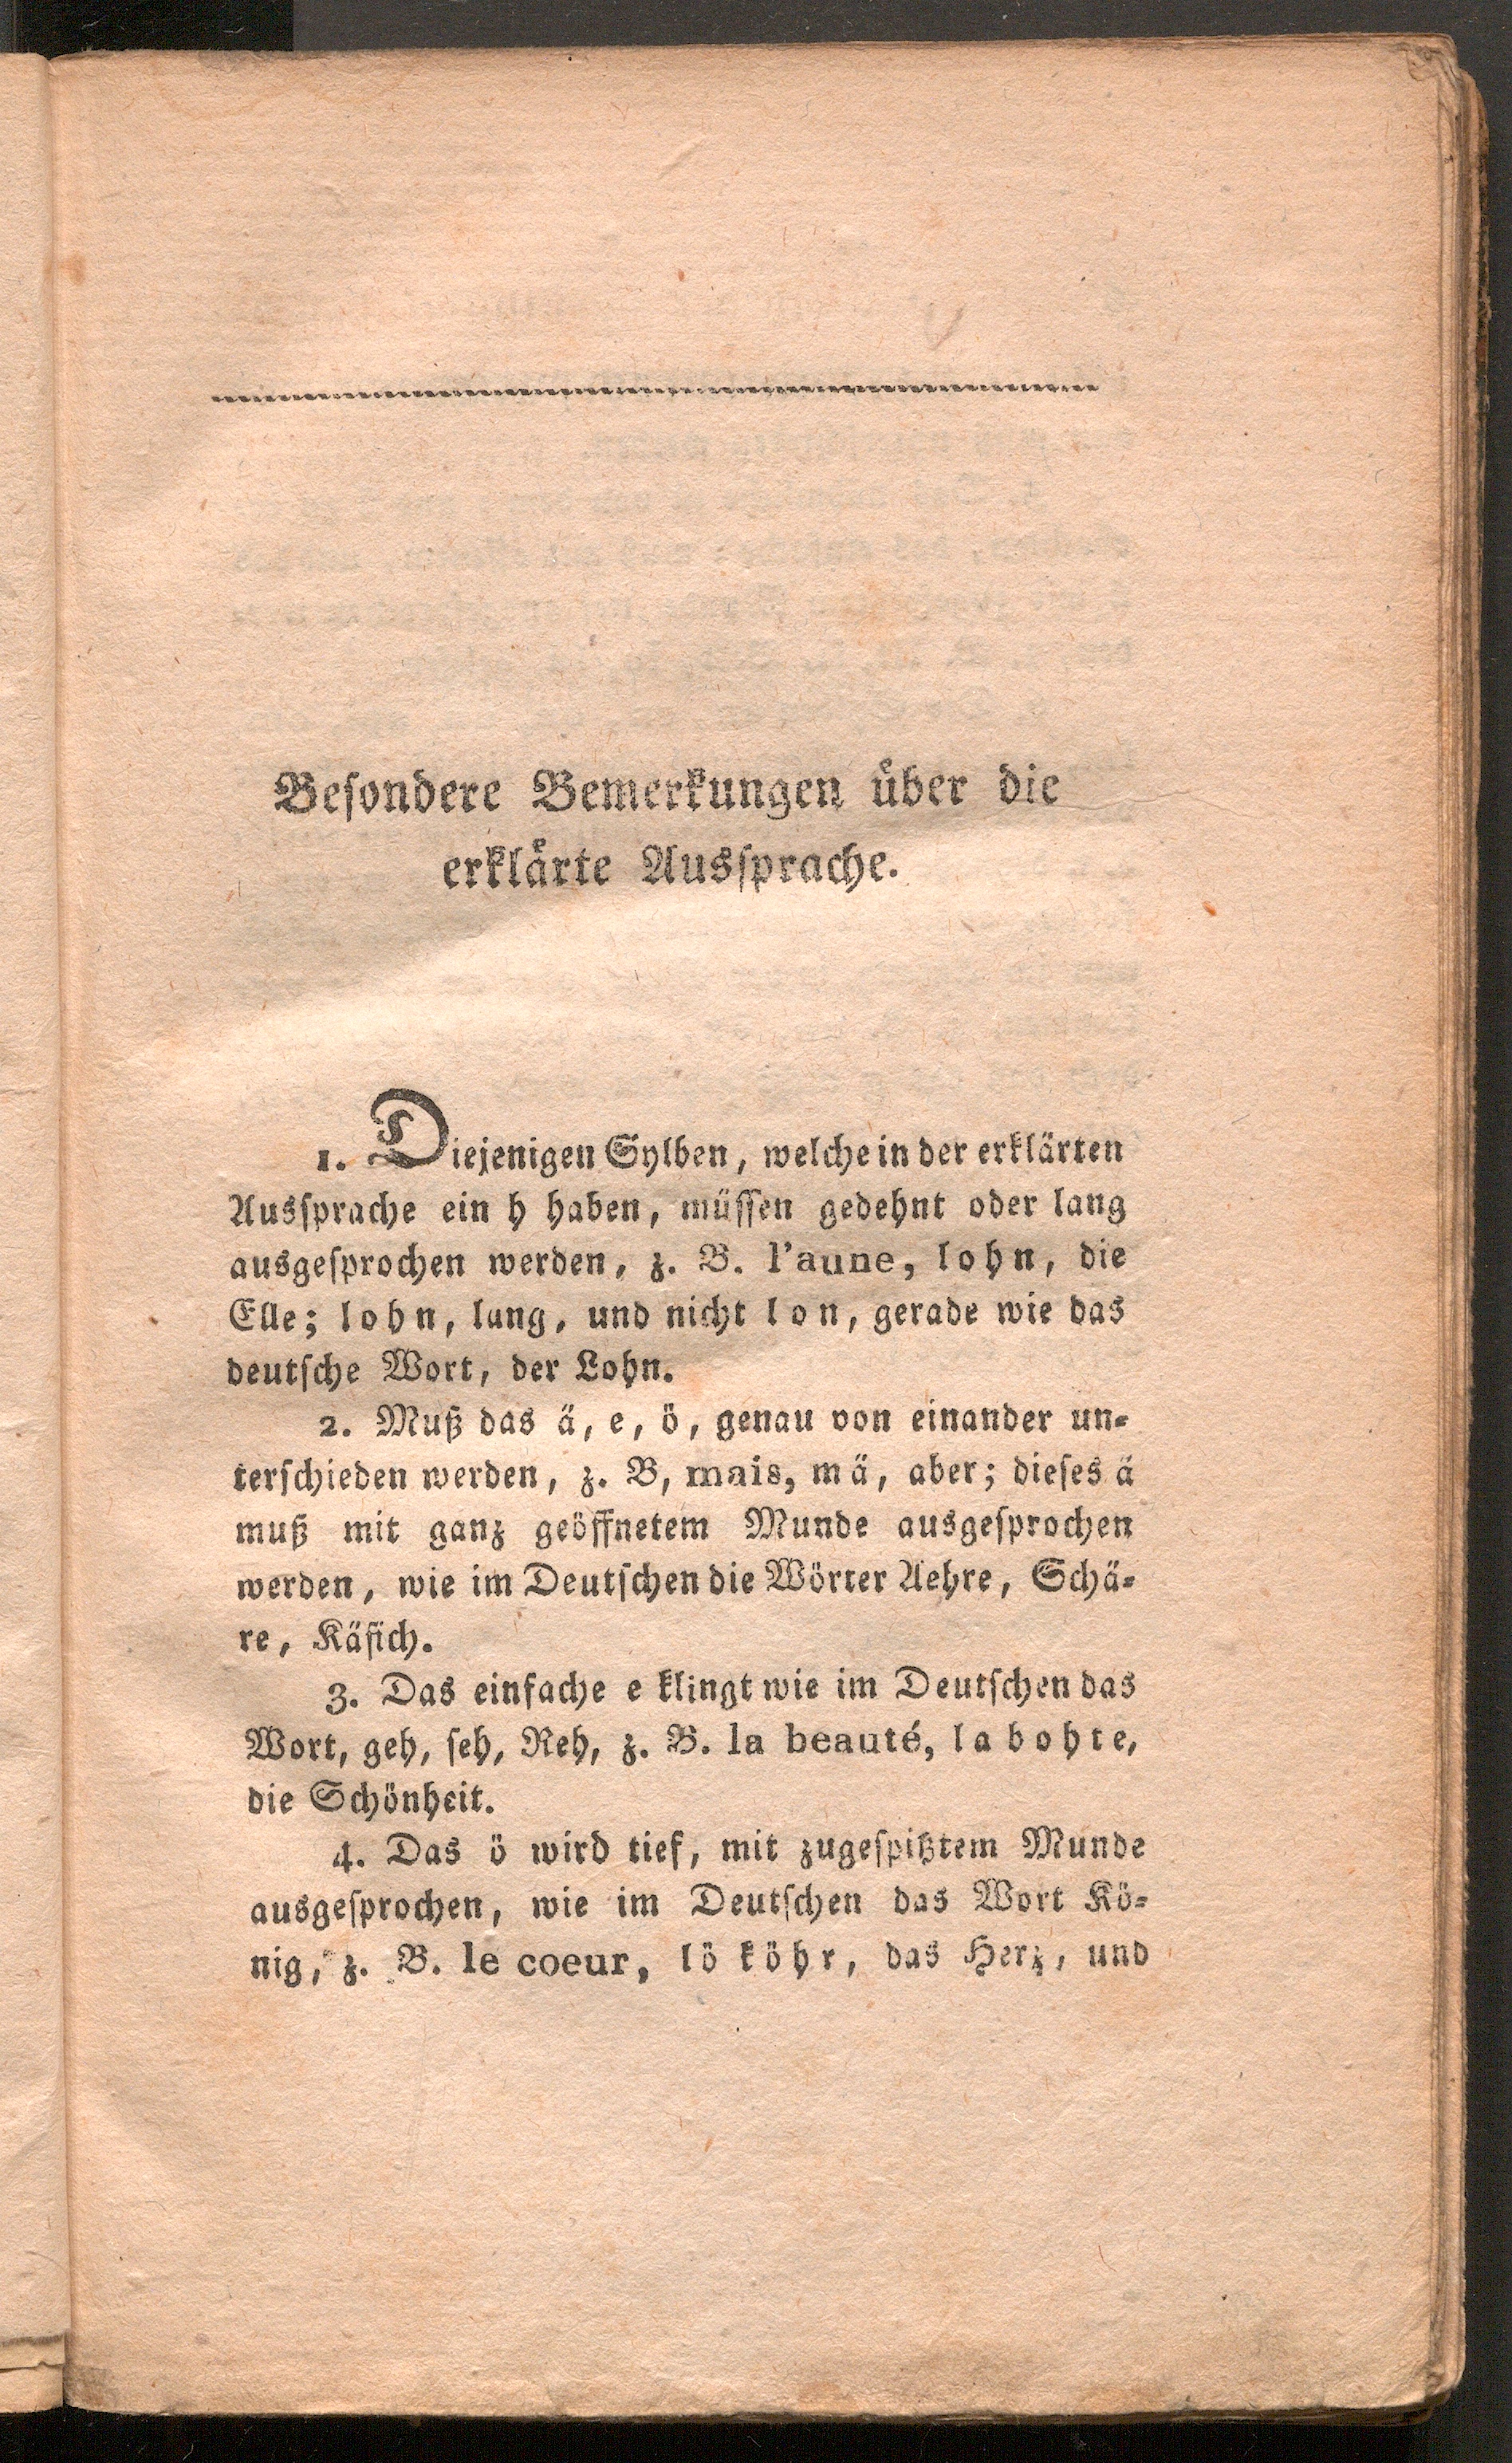 Besondere Bemerkungen über die
erklärte Aussprache.
1. Diejenigen Sylben, welche in der erklärten
Aussprache ein h haben, müssen gedehnt oder lang
ausgesprochen werden, z. B. l'aune, lohn, die
Elle; lohn, lang, und nicht lon, gerade wie das
deutsche Wort, der Lohn.
2. Muß das ä, e, ö, genau von einander un-
terschieden werden, z. B, mais, mä, aber; dieses ä
muß mit ganz geöffnetem Munde ausgesprochen
werden, wie im Deutschen die Wörter Aehre, Schä-
re, Käfich.
3. Das einfache e klingt wie im Deutschen das
Wort, geh, seh, Reh, z. B. la beauté, la bohte,
die Schönheit.
4. Das ö wird tief, mit zugespitztem Munde
ausgesprochen, wie im Deutschen das Wort Kö-
nig, z. B. le coeur, lö köhr, das Herz, und